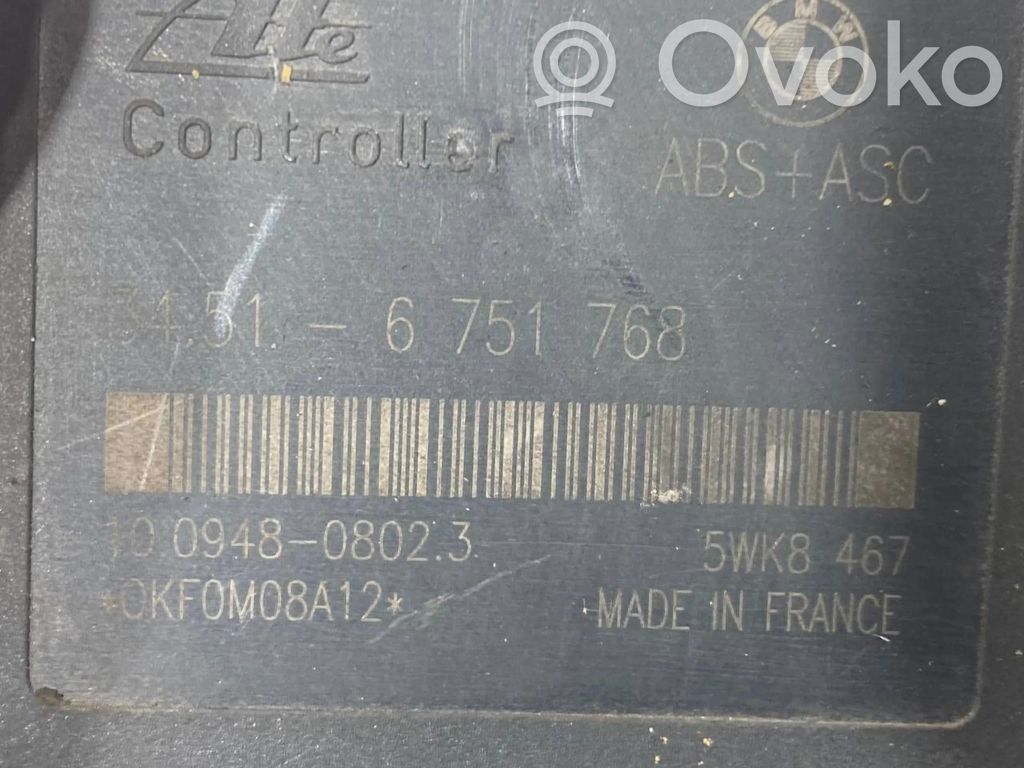 Ate
Controller
Ovoko
BMW
ABS+ASC
34.51. - 6 751 768
10.0948-0802.3
5WK8 467
*0KF0M08A12*
MADE IN FRANCE